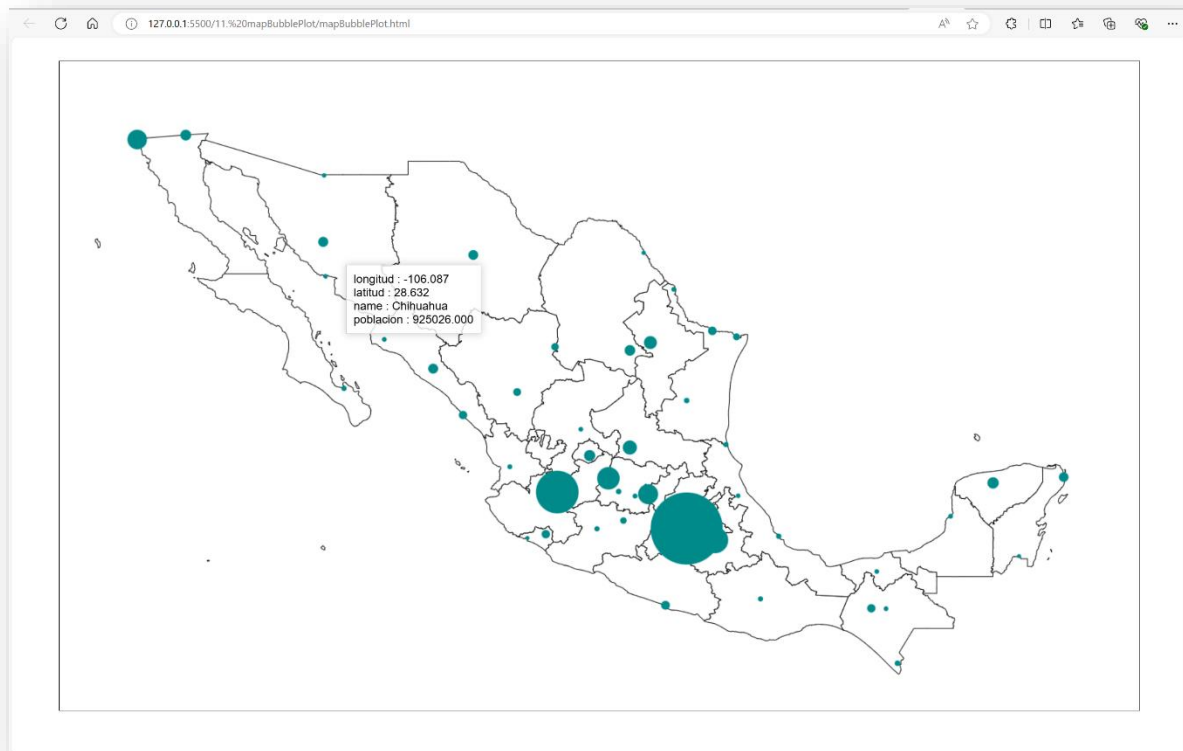 127.0.0.1:5500/11.%20mapBubblePlot/mapBubblePlot.html
longitud : -106.087
latitud : 28.632
name : Chihuahua
poblacion : 925026.000